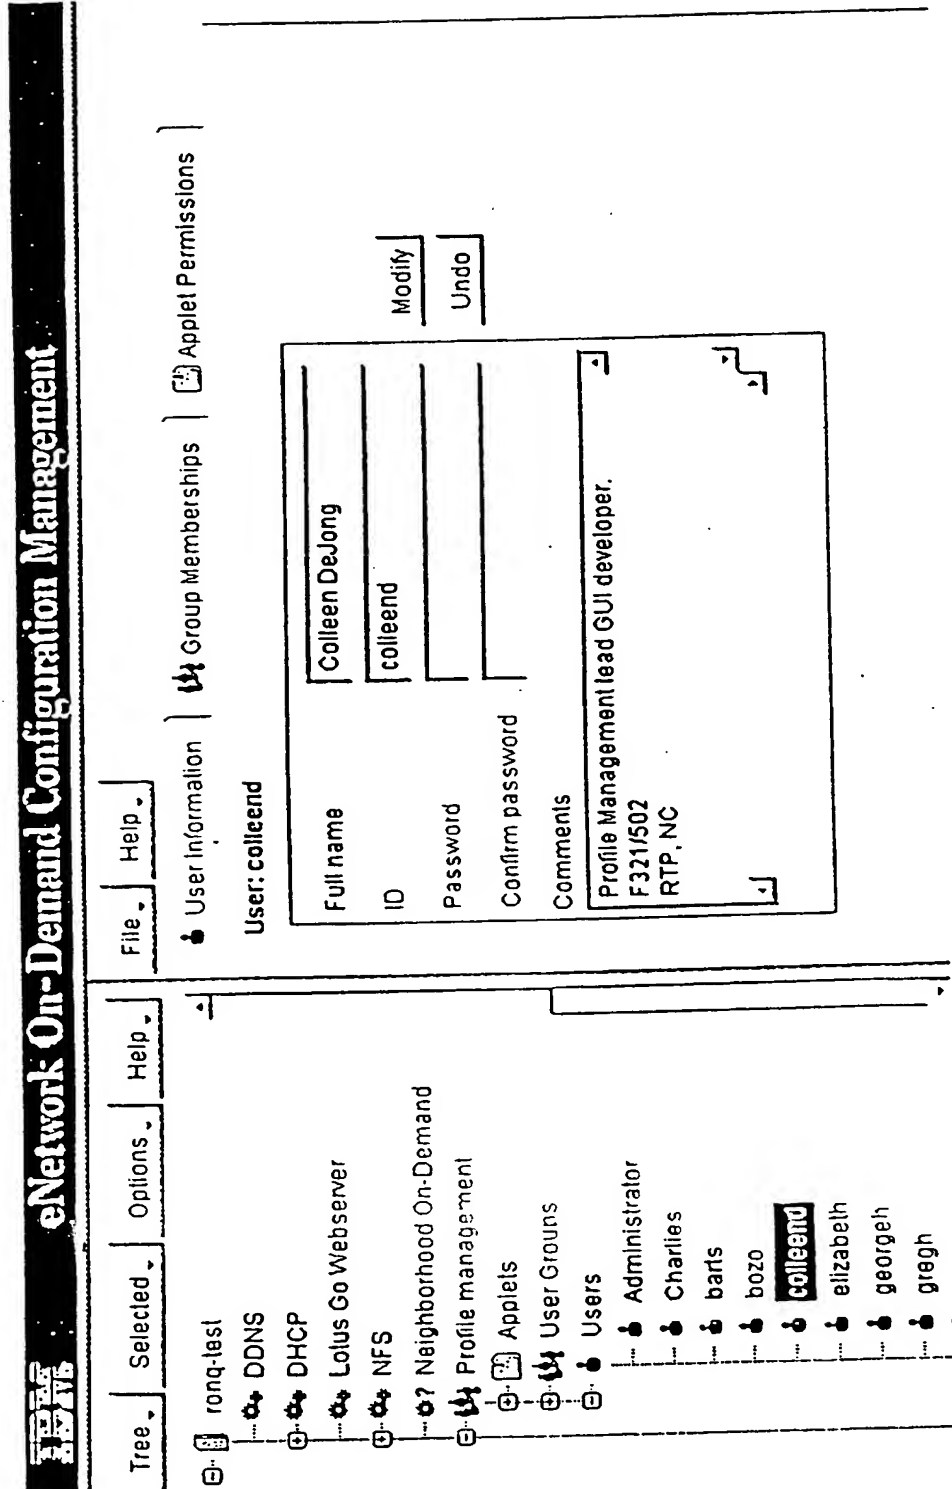 IBM eNetwork On-Demand Configuration Management
Tree Selected Options Help
ronq-test
DDNS
DHCP
Lotus Go Webserver
NFS
Neighborhood On-Demand
Profile management
Applets
User Groups
Users
Administrator
Charlies
barts
bozo
colleend
elizabeth
georgeh
gregh
File Help
User Information Group Memberships Applet Permissions
User: colleend
Full name Colleen DeJong
ID colleend
Modify
Password
Undo
Confirm password
Comments
Profile Management lead GUI developer.
F321/502
RTP, NC